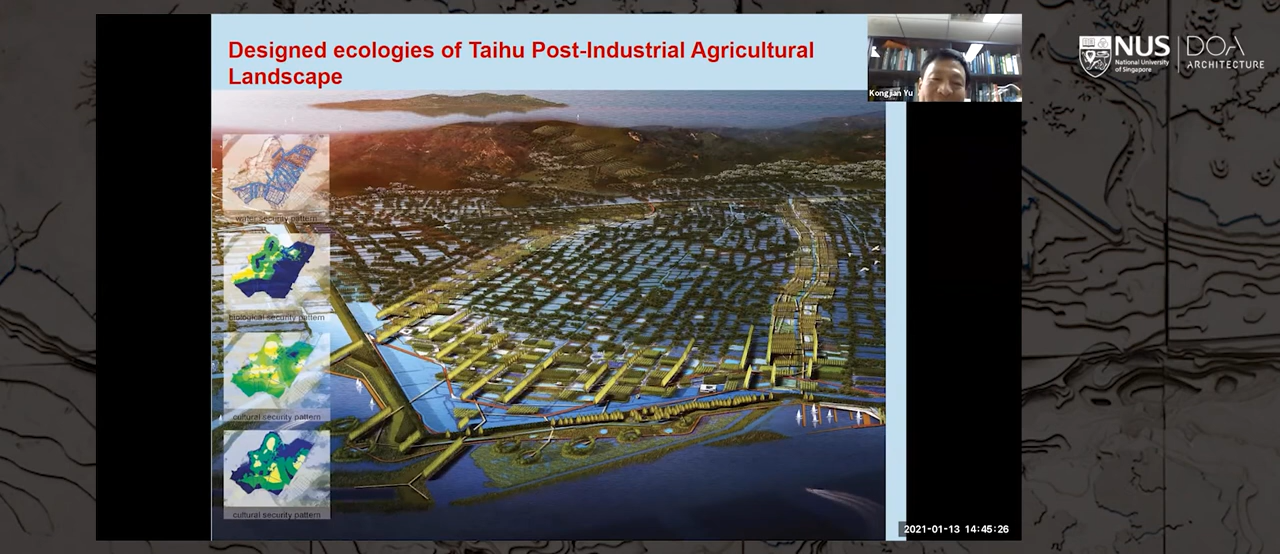 Designed ecologies of Taihu Post-Industrial Agricultural
Landscape
Kongjian Yu
NUS
National University
of Singapore
DOA
ARCHITECTURE
water security pattern
biological security pattern
cultural security pattern
cultural security pattern
2021-01-13 14:45:26